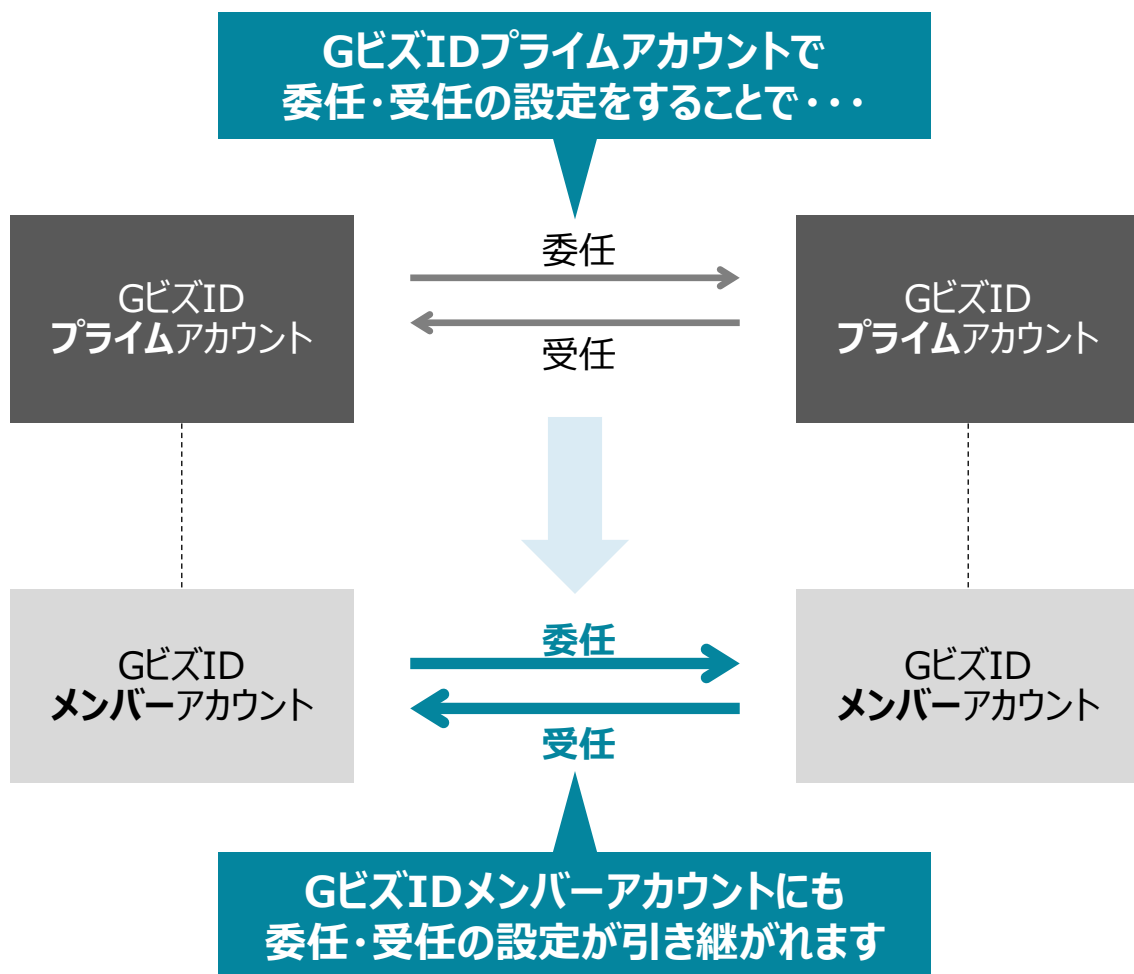 GビズIDプライムアカウントで
委任・受任の設定をすることで・・・
委任
GビズID
プライムアカウント
GビズID
プライムアカウント
受任
委任
GビズID
メンバーアカウント
GビズID
メンバーアカウント
受任
GビズIDメンバーアカウントにも
委任・受任の設定が引き継がれます